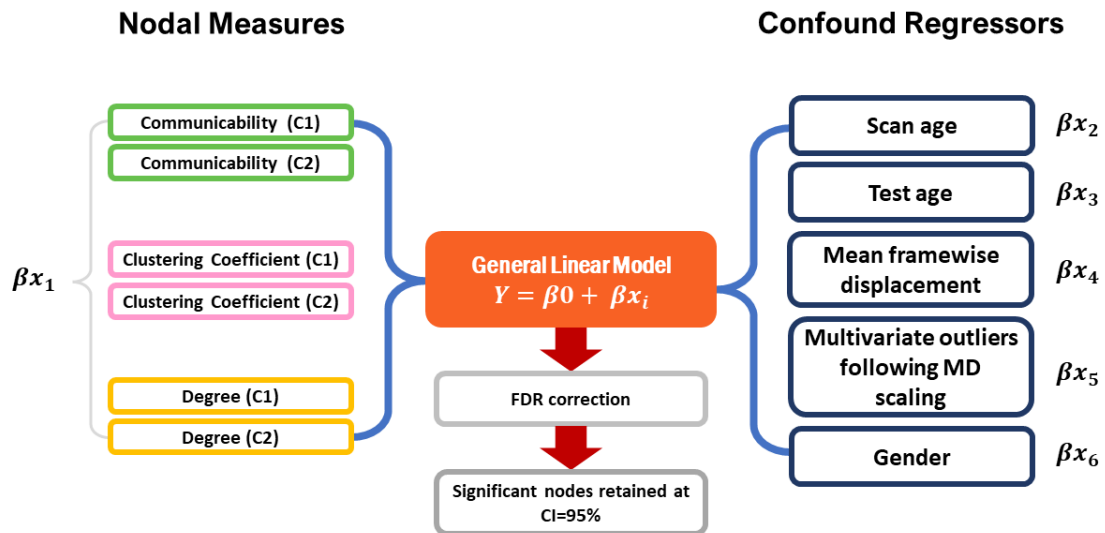 Nodal Measures
Confound Regressors
βx₁
Communicability (C1)
Communicability (C2)
Clustering Coefficient (C1)
Clustering Coefficient (C2)
Degree (C1)
Degree (C2)
General Linear Model
Y = β0 + βxᵢ
FDR correction
Significant nodes retained at
CI=95%
Scan age
βx₂
Test age
βx₃
Mean framewise
displacement
βx₄
Multivariate outliers
following MD
scaling
βx₅
Gender
βx₆